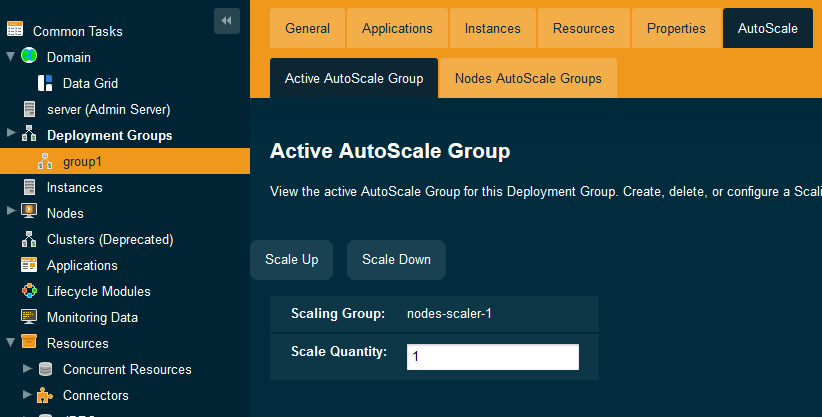 Common Tasks
Domain
Data Grid
server (Admin Server)
Deployment Groups
group1
Instances
Nodes
Clusters (Deprecated)
Applications
Lifecycle Modules
Monitoring Data
Resources
Concurrent Resources
Connectors
General
Applications
Instances
Resources
Properties
AutoScale
Active AutoScale Group
Nodes AutoScale Groups
Active AutoScale Group
View the active AutoScale Group for this Deployment Group. Create, delete, or configure a Scali
Scale Up
Scale Down
Scaling Group: nodes-scaler-1
Scale Quantity: 1